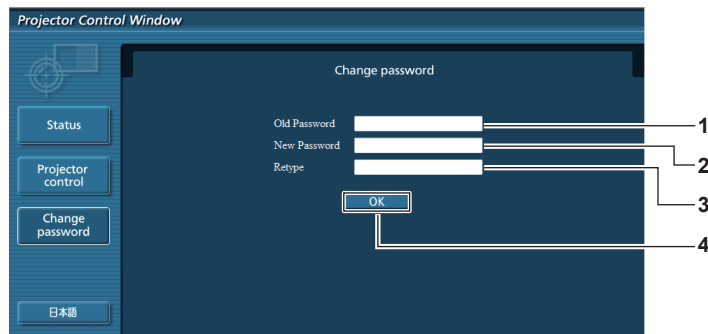 Projector Control Window
Change password
Status
Projector
control
Change
password
日本語
Old Password
New Password
Retype
OK
1
2
3
4